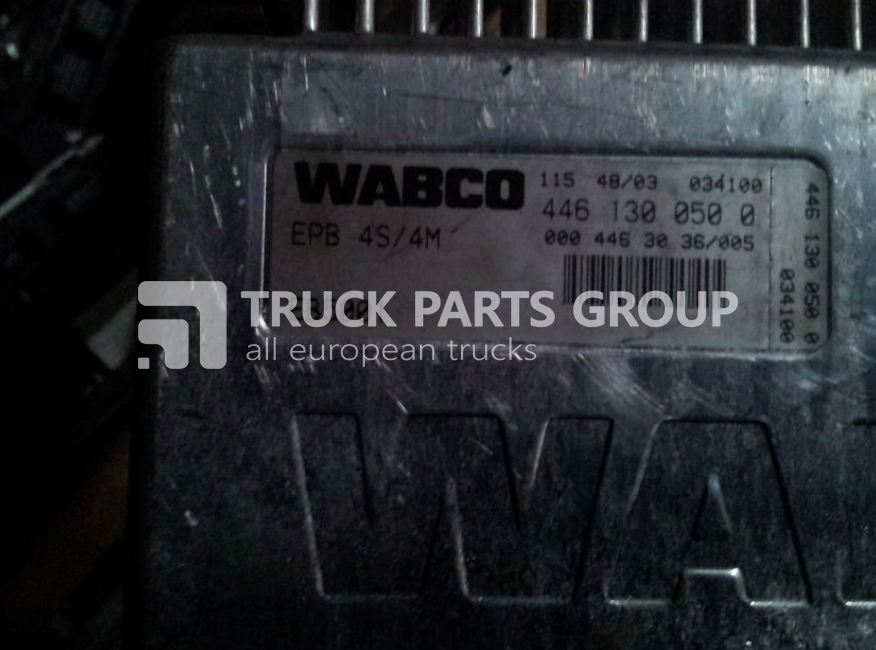 WABCO
115 48/03 034100
446 130 050 0
EPB 4S/4M
000 446 30 36/005
TRUCK PARTS GROUP
all european trucks
446 130 050 0
034100
WA